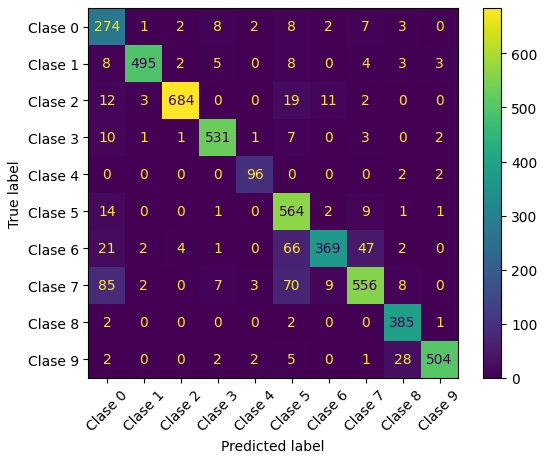 Clase 0 274 1 2 8 2 8 2 7 3 0
Clase 1 8 495 2 5 0 8 0 4 3 3
Clase 2 12 3 684 0 0 19 11 2 0 0
Clase 3 10 1 1 531 1 7 0 3 0 2
Clase 4 0 0 0 0 96 0 0 0 2 2
Clase 5 14 0 0 1 0 564 2 9 1 1
Clase 6 21 2 4 1 0 66 369 47 2 0
Clase 7 85 2 0 7 3 70 9 556 8 0
Clase 8 2 0 0 0 0 2 0 0 385 1
Clase 9 2 0 0 2 2 5 0 1 28 504
Clase 0 Clase 1 Clase 2 Clase 3 Clase 4 Clase 5 Clase 6 Clase 7 Clase 8 Clase 9
Predicted label
True label
600
500
400
300
200
100
0